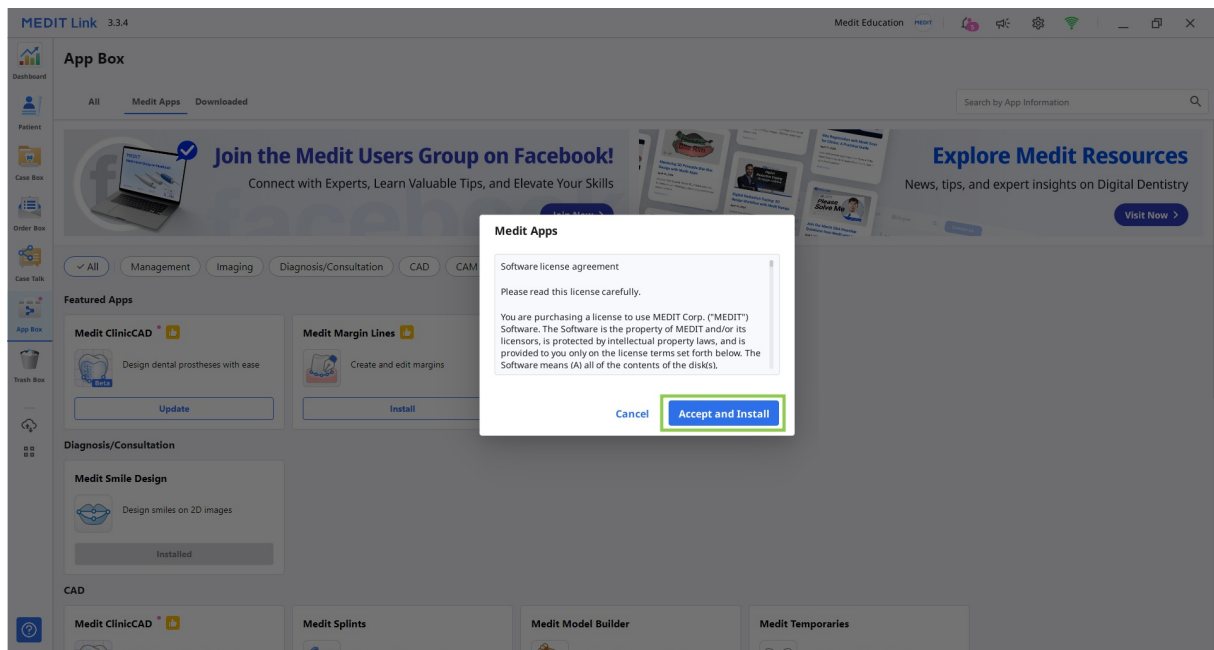 MEDIT Link 3.3.4
Medit Education
MEDIT
5
Dashboard
Patient
Case Box
Order Box
Case Talk
App Box
Trash Box
App Box
All Medit Apps Downloaded
Search by App Information
Join the Medit Users Group on Facebook!
Connect with Experts, Learn Valuable Tips, and Elevate Your Skills
Join Now >
Explore Medit Resources
News, tips, and expert insights on Digital Dentistry
Visit Now >
Please
Solve Me
All Management Imaging Diagnosis/Consultation CAD CAM
Featured Apps
Medit ClinicCAD
Beta
Design dental prostheses with ease
Update
Medit Margin Lines
Create and edit margins
Install
Medit Apps
Software license agreement
Please read this license carefully.
You are purchasing a license to use MEDIT Corp. ("MEDIT")
Software. The Software is the property of MEDIT and/or its
licensors, is protected by intellectual property laws, and is
provided to you only on the license terms set forth below. The
Software means (A) all of the contents of the disk(s),
Cancel Accept and Install
Diagnosis/Consultation
Medit Smile Design
Design smiles on 2D images
Installed
CAD
Medit ClinicCAD
Medit Splints
Medit Model Builder
Medit Temporaries